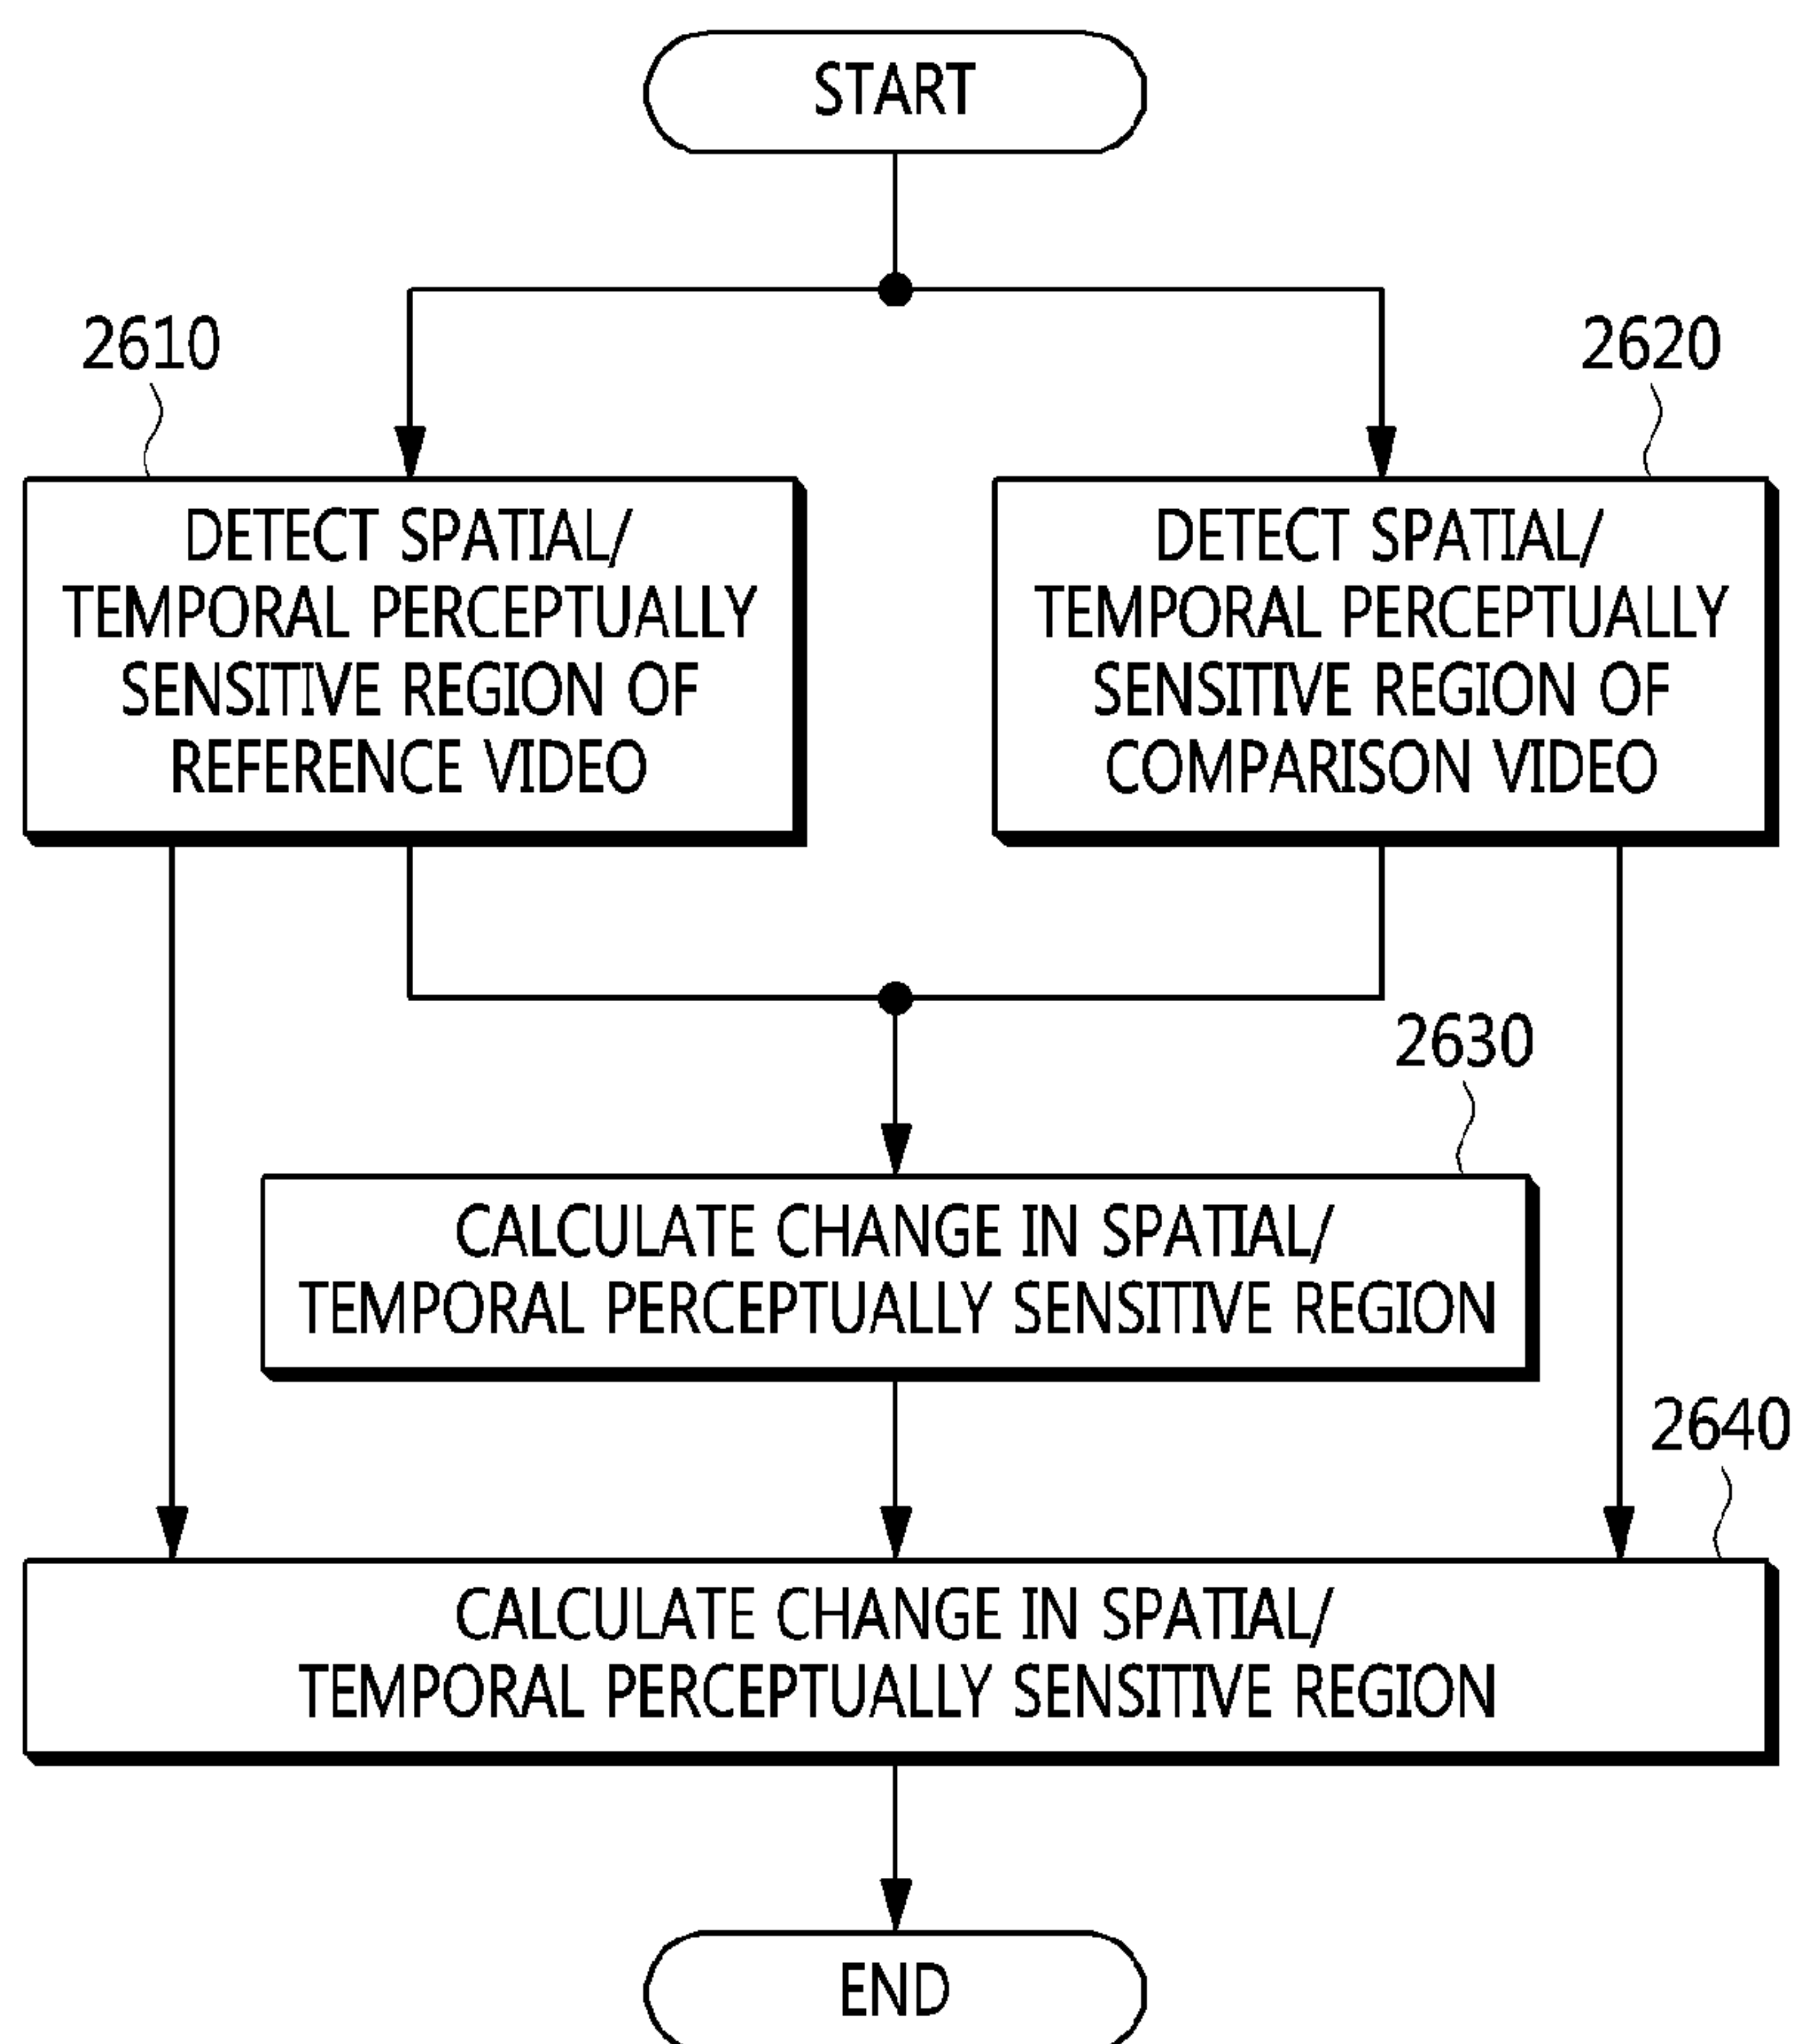 START
2610
2620
DETECT SPATIAL/
TEMPORAL PERCEPTUALLY
SENSITIVE REGION OF
REFERENCE VIDEO
DETECT SPATIAL/
TEMPORAL PERCEPTUALLY
SENSITIVE REGION OF
COMPARISON VIDEO
2630
CALCULATE CHANGE IN SPATIAL/
TEMPORAL PERCEPTUALLY SENSITIVE REGION
2640
CALCULATE CHANGE IN SPATIAL/
TEMPORAL PERCEPTUALLY SENSITIVE REGION
END